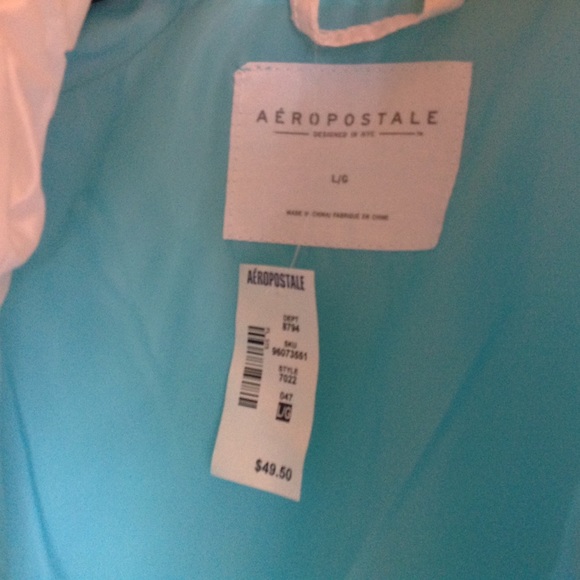 AÉROPOSTALE
DESIGNED IN NYC
L/G
MADE IN CHINA/ FABRIQUÉ EN CHINE
AÉROPOSTALE
DEPT
8794
SKU
96073551
STYLE
7022
047
L/G
$49.50